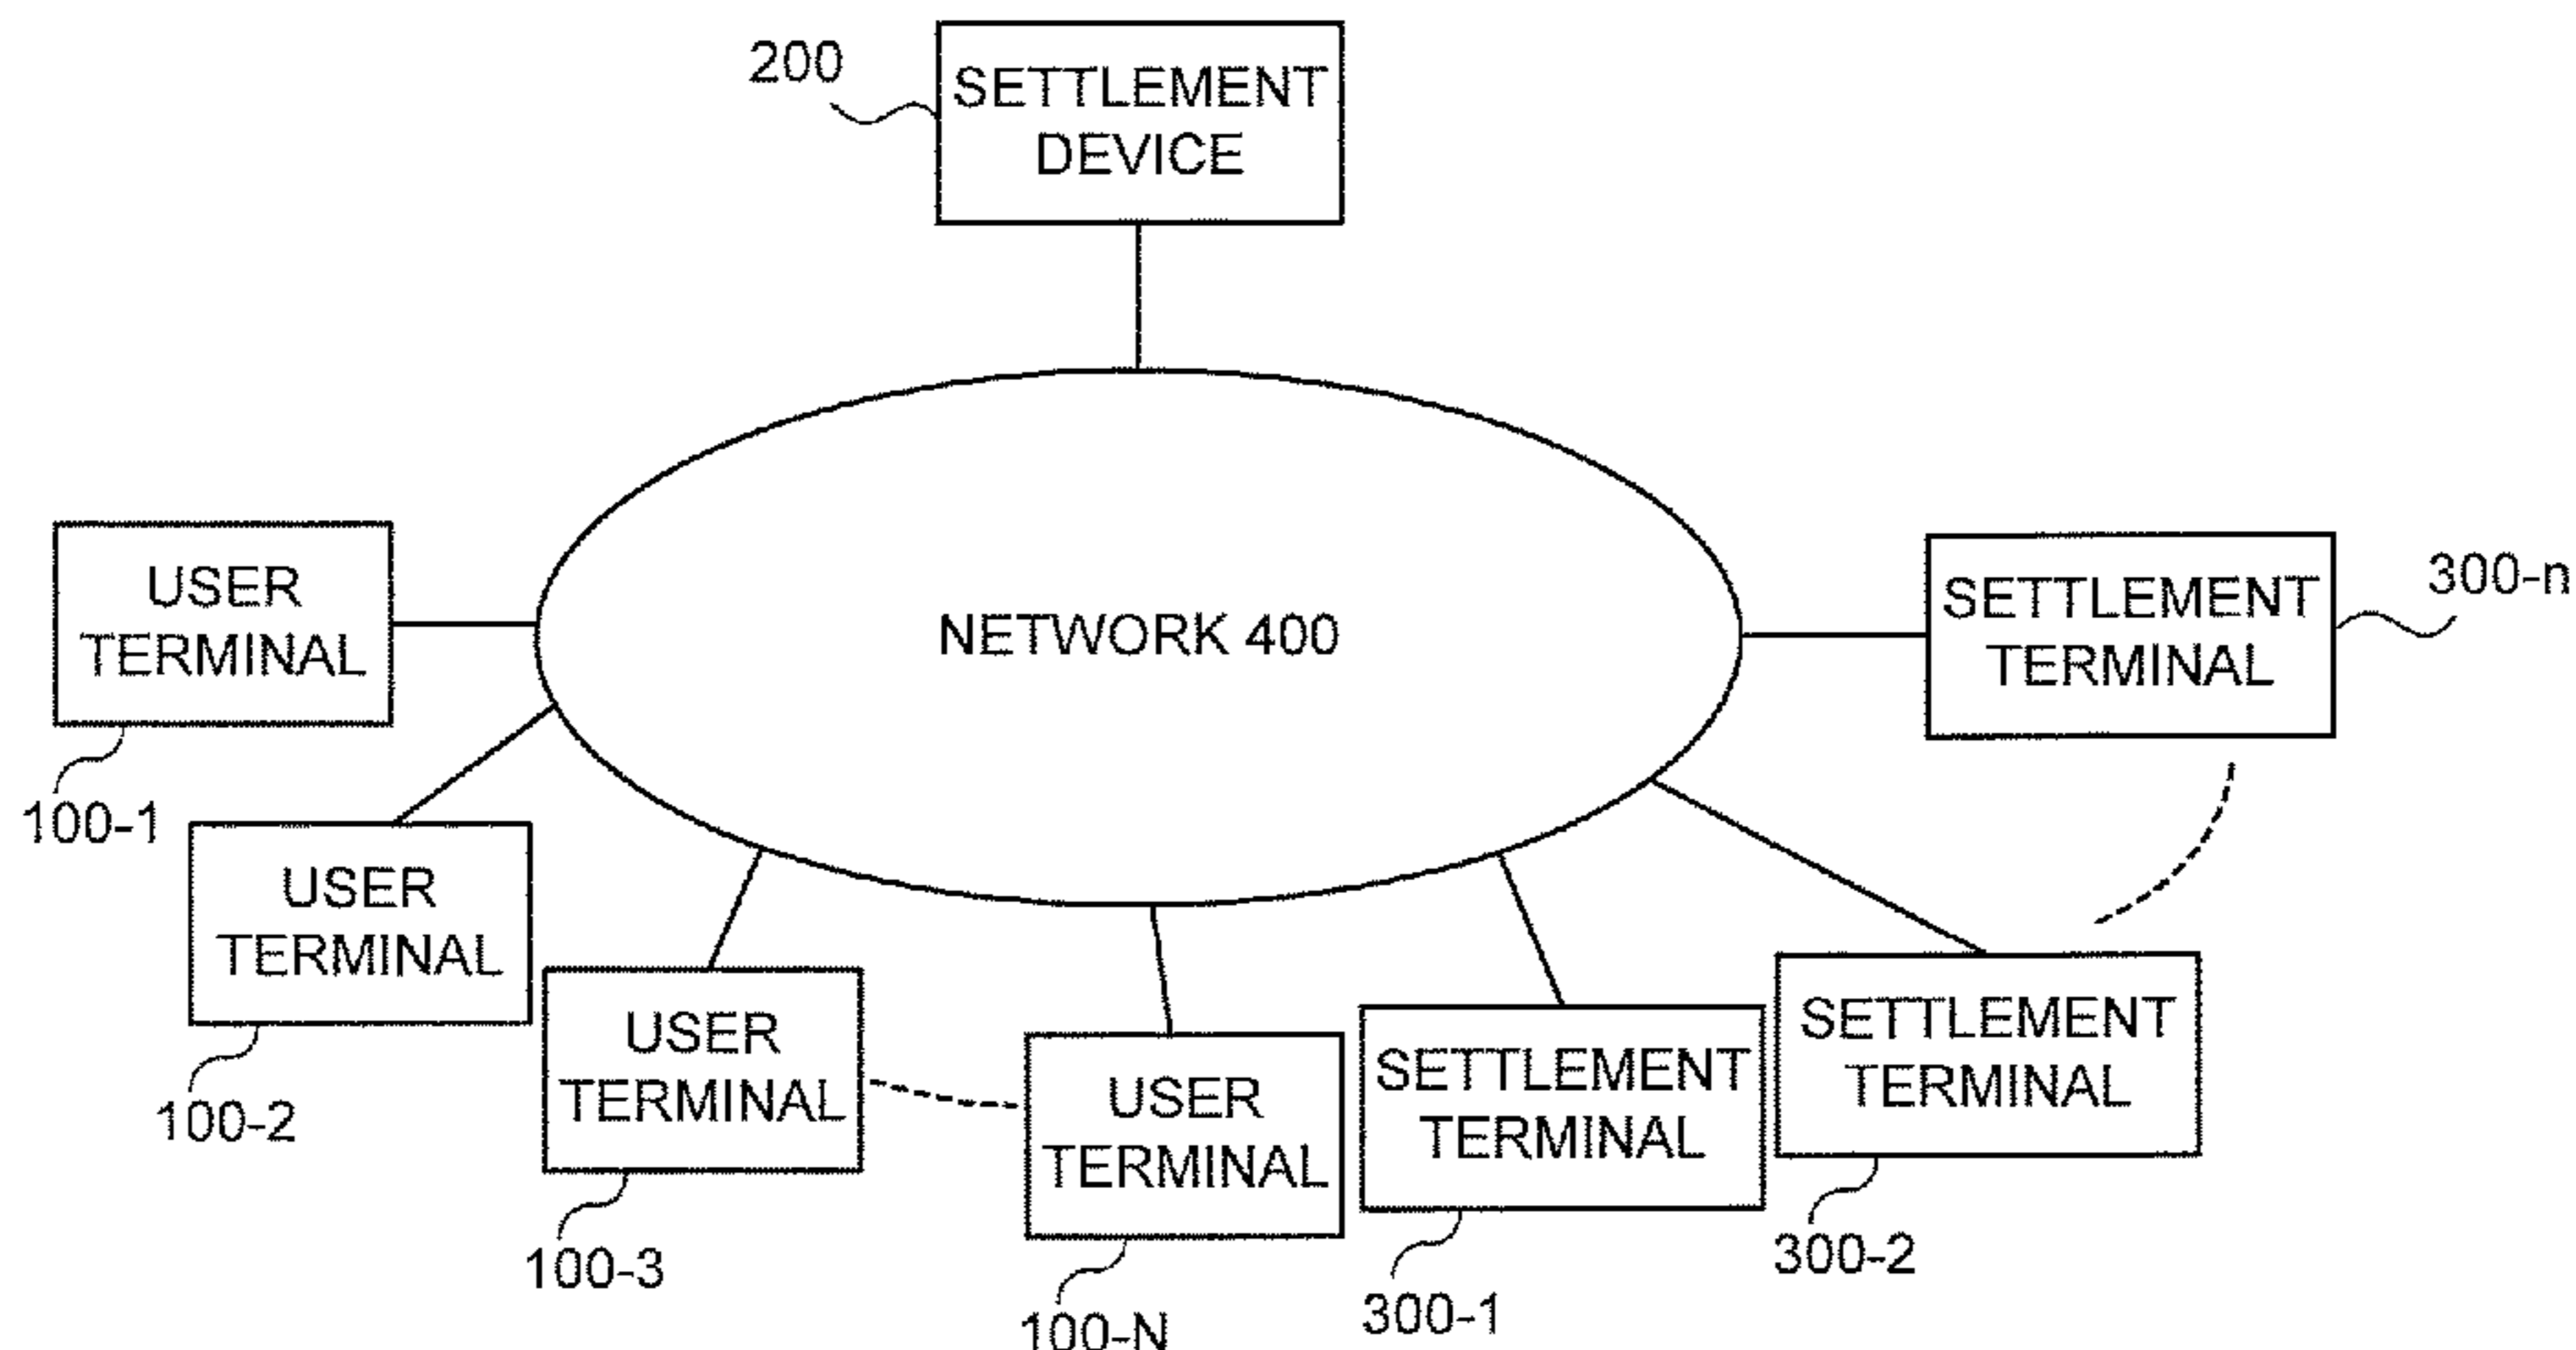 200
SETTLEMENT
DEVICE
USER
TERMINAL
100-1
NETWORK 400
SETTLEMENT
TERMINAL
300-n
USER
TERMINAL
100-2
USER
TERMINAL
100-3
USER
TERMINAL
100-N
SETTLEMENT
TERMINAL
300-1
SETTLEMENT
TERMINAL
300-2